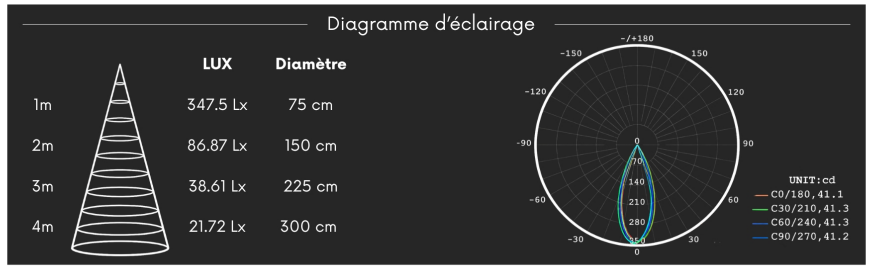 Diagramme d'éclairage
LUX Diamètre
1m 347.5 Lx 75 cm
2m 86.87 Lx 150 cm
3m 38.61 Lx 225 cm
4m 21.72 Lx 300 cm
-/+180
-150 150
-120 120
-90 90
-60 60
-30 30
0
0
70
140
210
280
350
UNIT:cd
C0/180,41.1
C30/210,41.3
C60/240,41.3
C90/270,41.2